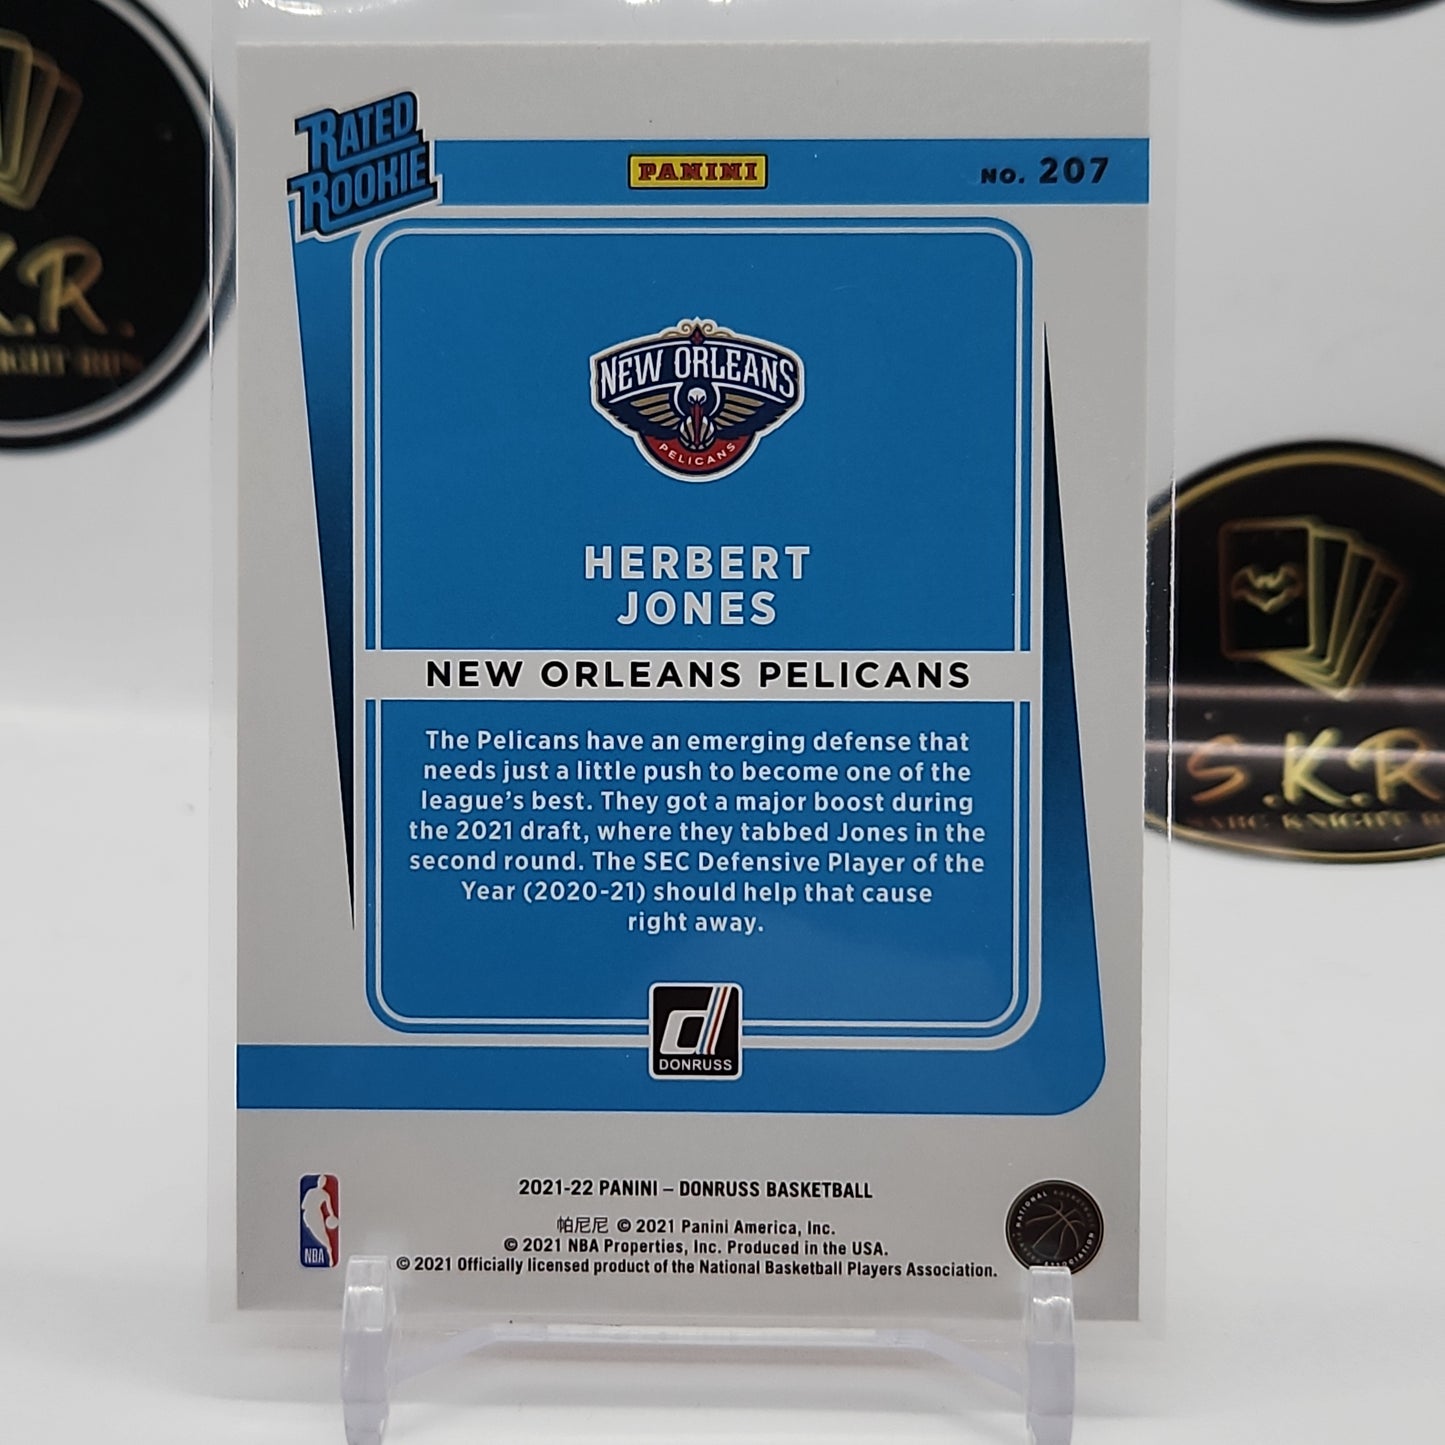 RATED
ROOKIE
PANINI
NO. 207
NEW ORLEANS
PELICANS
HERBERT
JONES
NEW ORLEANS PELICANS
The Pelicans have an emerging defense that
needs just a little push to become one of the
league's best. They got a major boost during
the 2021 draft, where they tabbed Jones in the
second round. The SEC Defensive Player of the
Year (2020-21) should help that cause
right away.
d
DONRUSS
2021-22 PANINI – DONRUSS BASKETBALL
帕尼尼 © 2021 Panini America, Inc.
© 2021 NBA Properties, Inc. Produced in the USA.
© 2021 Officially licensed product of the National Basketball Players Association.
NBA
NATIONAL BASKETBALL
ASSOCIATION
.K.R.
S.K.R